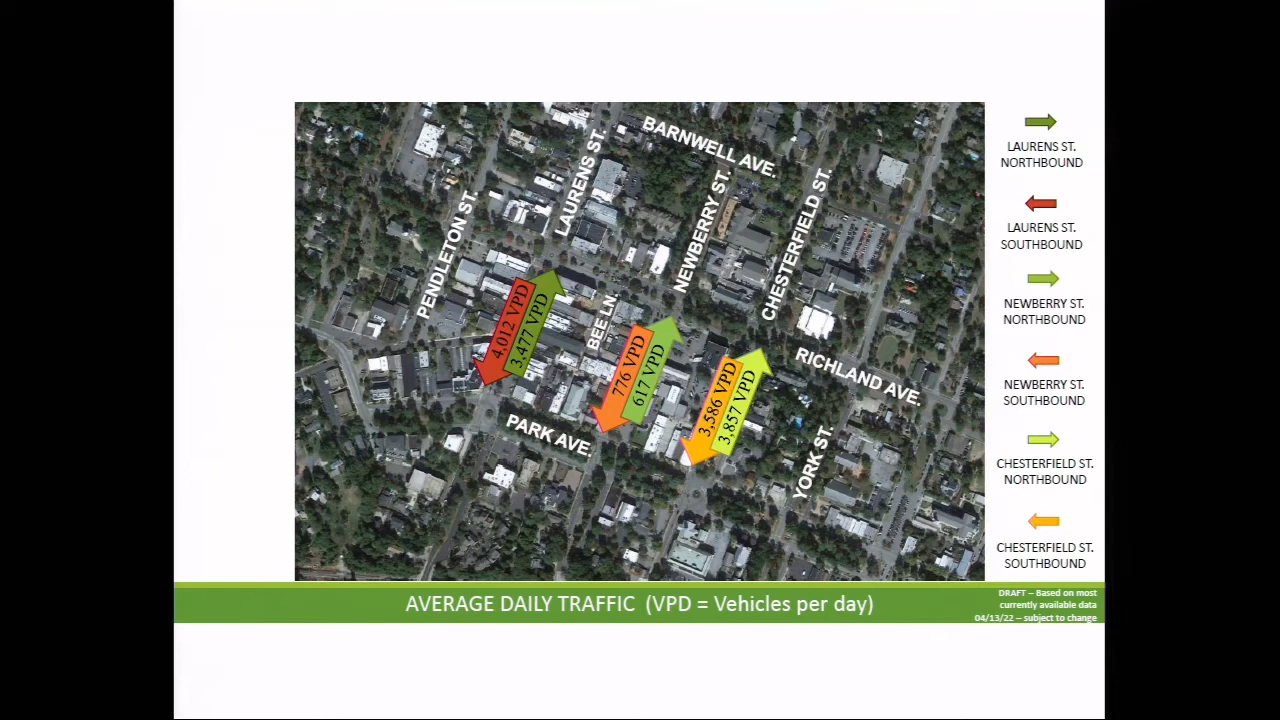 BARNWELL AVE.
LAURENS ST.
PENDLETON ST.
NEWBERRY ST.
CHESTERFIELD ST.
BEE LN.
4,012 VPD
3,477 VPD
776 VPD
617 VPD
3,586 VPD
3,857 VPD
RICHLAND AVE.
PARK AVE.
YORK ST.
LAURENS ST.
NORTHBOUND
LAURENS ST.
SOUTHBOUND
NEWBERRY ST.
NORTHBOUND
NEWBERRY ST.
SOUTHBOUND
CHESTERFIELD ST.
NORTHBOUND
CHESTERFIELD ST.
SOUTHBOUND
AVERAGE DAILY TRAFFIC (VPD = Vehicles per day)
DRAFT – Based on most
currently available data
04/13/22 – subject to change